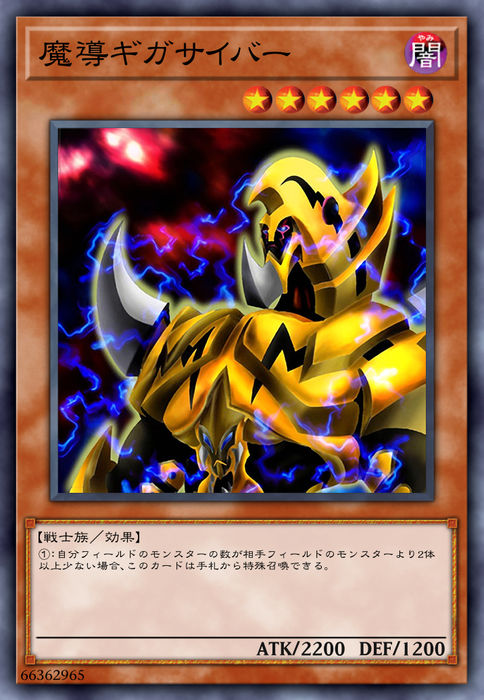 魔導ギガサイバー
やみ
闇
【戦士族／効果】
①：自分フィールドのモンスターの数が相手フィールドのモンスターより2体
以上少ない場合、このカードは手札から特殊召喚できる。
ATK/2200 DEF/1200
66362965